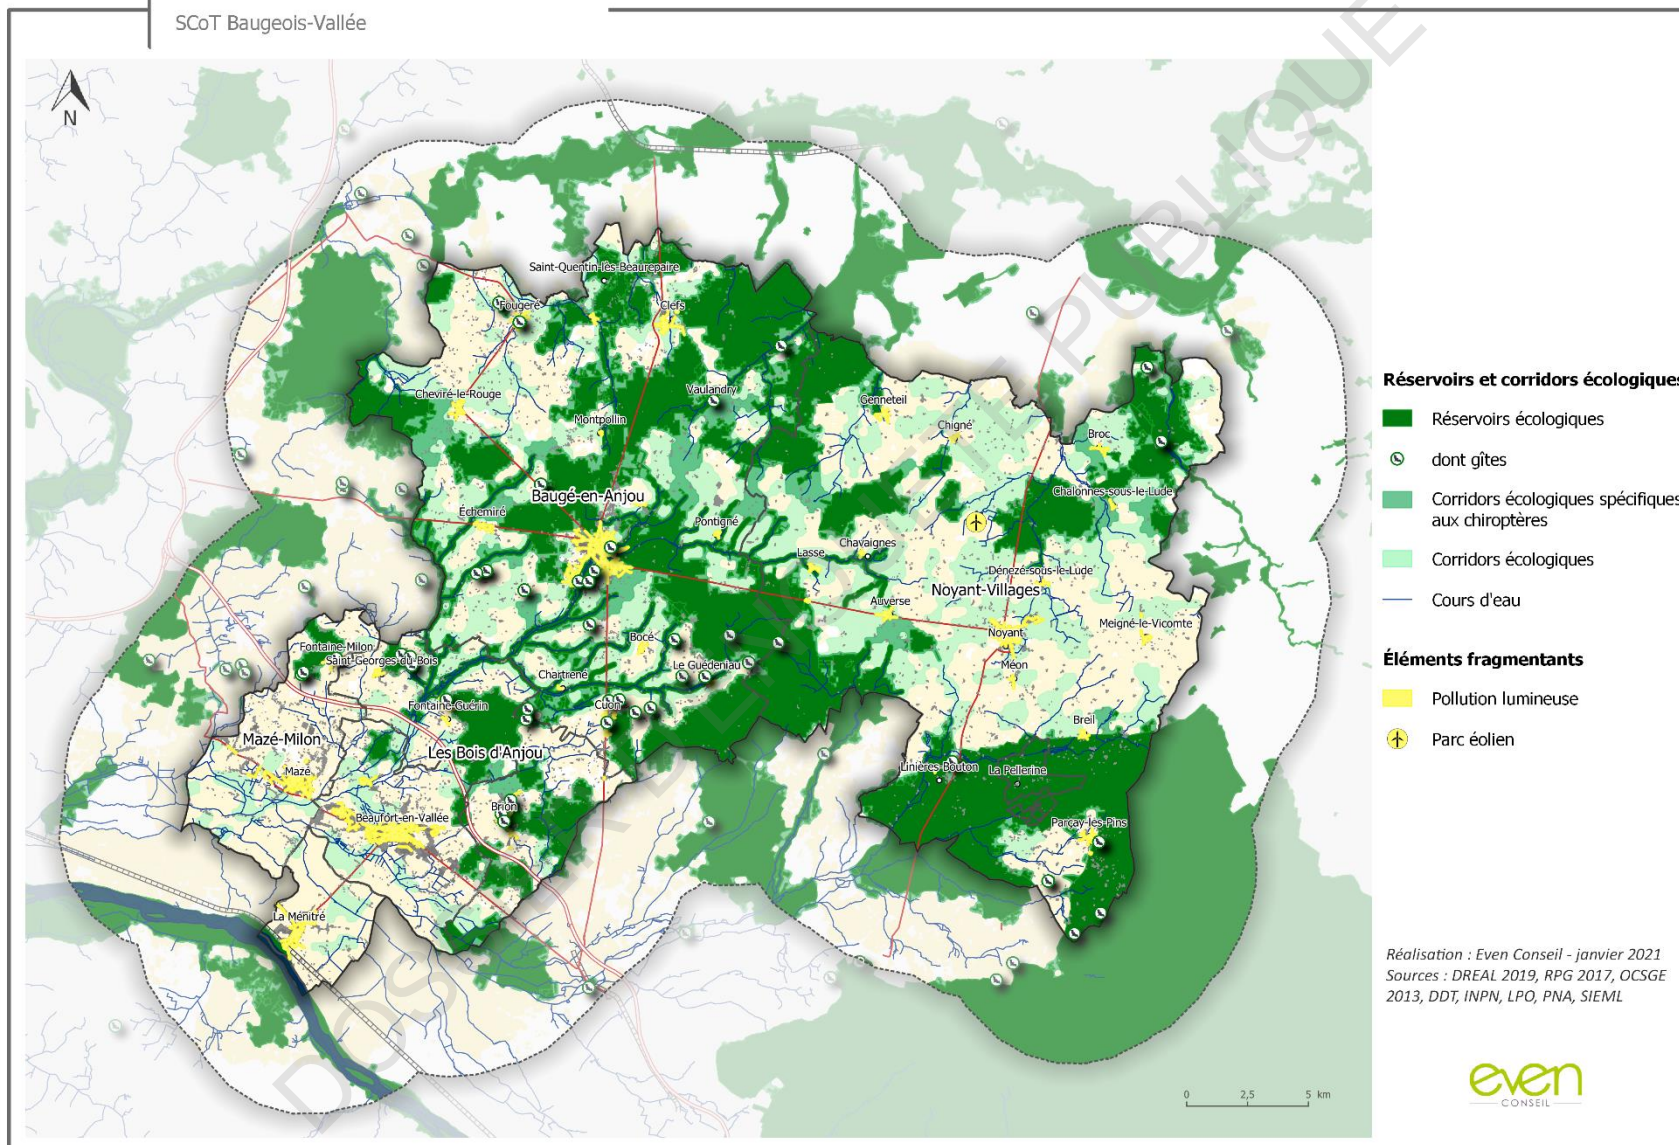 SCoT Baugeois-Vallée
N
Saint-Quentin-lès-Beaurepaire
Fougeré
Clefs
Cheviré-le-Rouge
Vaulandry
Montpollin
Genneteil
Chigné
Broc
Baugé-en-Anjou
Échemiré
Pontigné
Chalonnes-sous-le-Lude
Lasse
Chavaignes
Dénezé-sous-le-Lude
Noyant-Villages
Auverse
Noyant
Meigné-le-Vicomte
Méon
Bocé
Le Guédeniau
Chartrené
Cuon
Fontaine-Milon
Saint-Georges-du-Bois
Fontaine-Guérin
Mazé-Milon
Les Bois d'Anjou
Mazé
Breil
Linières-Bouton
La Pellerine
Parçay-les-Pins
Brion
Beaufort-en-Vallée
La Ménitré
Réservoirs et corridors écologiques
Réservoirs écologiques
dont gîtes
Corridors écologiques spécifiques
aux chiroptères
Corridors écologiques
Cours d'eau
Éléments fragmentants
Pollution lumineuse
Parc éolien
Réalisation : Even Conseil - janvier 2021
Sources : DREAL 2019, RPG 2017, OCSGE
2013, DDT, INPN, LPO, PNA, SIEML
0 2,5 5 km
even
CONSEIL